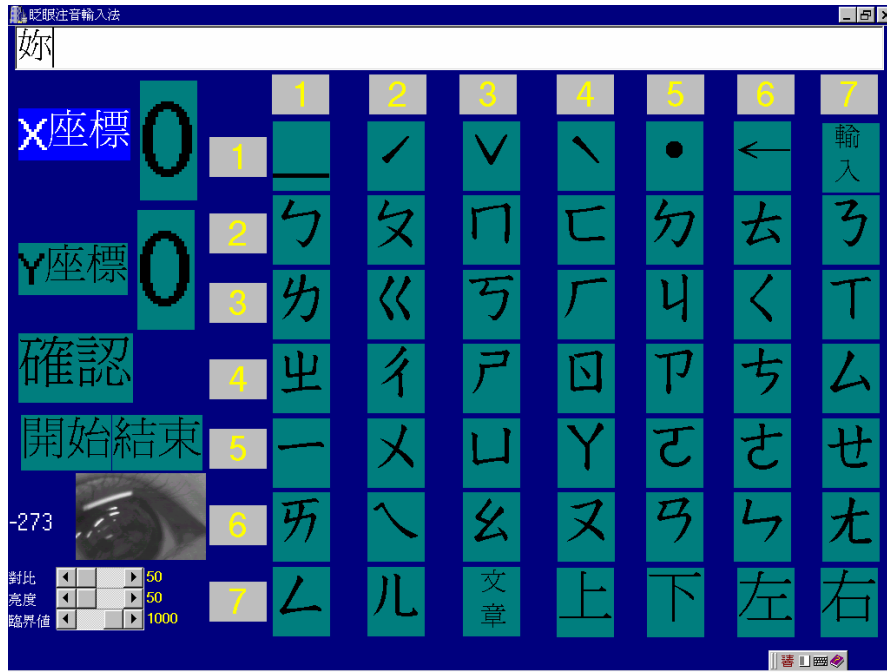 眨眼注音輸入法
妳
1 2 3 4 5 6 7
X座標 0
1 ＿ ˊ ˇ ˋ ˙ ← 輸入
2 ㄅ ㄆ ㄇ ㄈ ㄉ ㄊ ㄋ
Y座標 0
3 ㄌ ㄍ ㄎ ㄏ ㄐ ㄑ ㄒ
確認
4 ㄓ ㄔ ㄕ ㄖ ㄗ ㄘ ㄙ
開始 結束
5 ㄧ ㄨ ㄩ ㄚ ㄛ ㄜ ㄝ
-273
6 ㄞ ㄟ ㄠ ㄡ ㄢ ㄣ ㄤ
對比 50
亮度 50
臨界值 1000
7 ㄥ ㄦ 文章 上 下 左 右